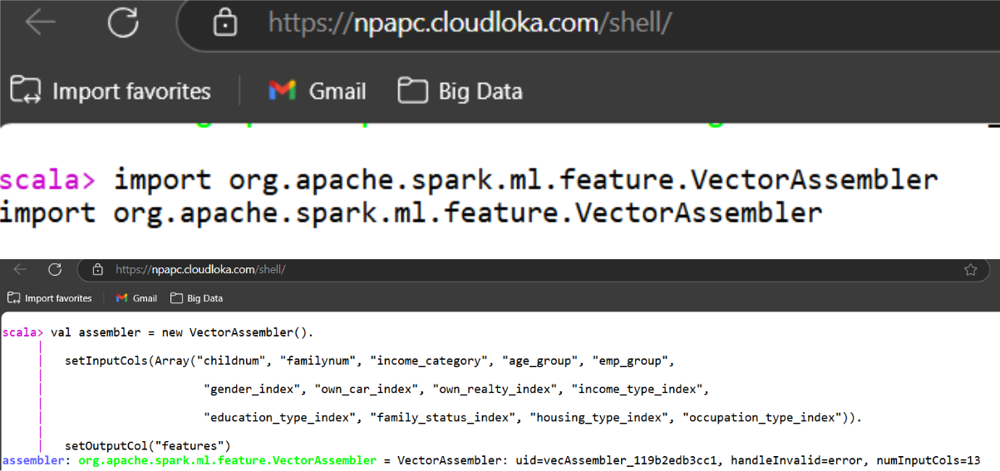 https://npapc.cloudloka.com/shell/
Import favorites Gmail Big Data
scala> import org.apache.spark.ml.feature.VectorAssembler
import org.apache.spark.ml.feature.VectorAssembler
https://npapc.cloudloka.com/shell/
Import favorites Gmail Big Data
scala> val assembler = new VectorAssembler().
| setInputCols(Array("childnum", "familynum", "income_category", "age_group", "emp_group",
| "gender_index", "own_car_index", "own_realty_index", "income_type_index",
| "education_type_index", "family_status_index", "housing_type_index", "occupation_type_index")).
| setOutputCol("features")
assembler: org.apache.spark.ml.feature.VectorAssembler = VectorAssembler: uid=vecAssembler_119b2edb3cc1, handleInvalid=error, numInputCols=13